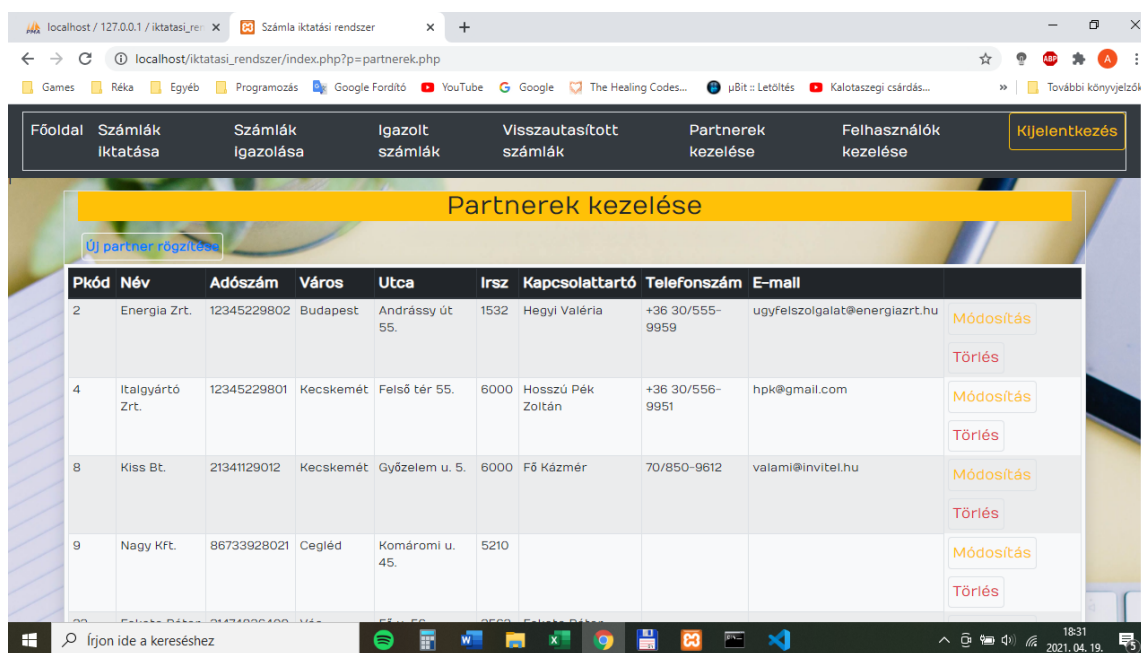 localhost / 127.0.0.1 / iktatasi_ren
Számla iktatási rendszer
localhost/iktatasi_rendszer/index.php?p=partnerek.php
ABP
A
Games Réka Egyéb Programozás Google Fordító YouTube Google The Healing Codes... µBit :: Letöltés Kalotaszegi csárdás... » További könyvjelzők
Főoldal Számlák iktatása Számlák igazolása Igazolt számlák Visszautasított számlák Partnerek kezelése Felhasználók kezelése Kijelentkezés
Partnerek kezelése
Új partner rögzítése
Pkód Név Adószám Város Utca Irsz Kapcsolattartó Telefonszám E-mail
2 Energia Zrt. 12345229802 Budapest Andrássy út 55. 1532 Hegyi Valéria +36 30/555-9959 ugyfelszolgalat@energiazrt.hu Módosítás
Törlés
4 Italgyártó Zrt. 12345229801 Kecskemét Felső tér 55. 6000 Hosszú Pék Zoltán +36 30/556-9951 hpk@gmail.com Módosítás
Törlés
8 Kiss Bt. 21341129012 Kecskemét Győzelem u. 5. 6000 Fő Kázmér 70/850-9612 valami@invitel.hu Módosítás
Törlés
9 Nagy Kft. 86733928021 Cegléd Komáromi u. 45. 5210 Módosítás
Törlés
Írjon ide a kereséshez
18:31
2021. 04. 19.